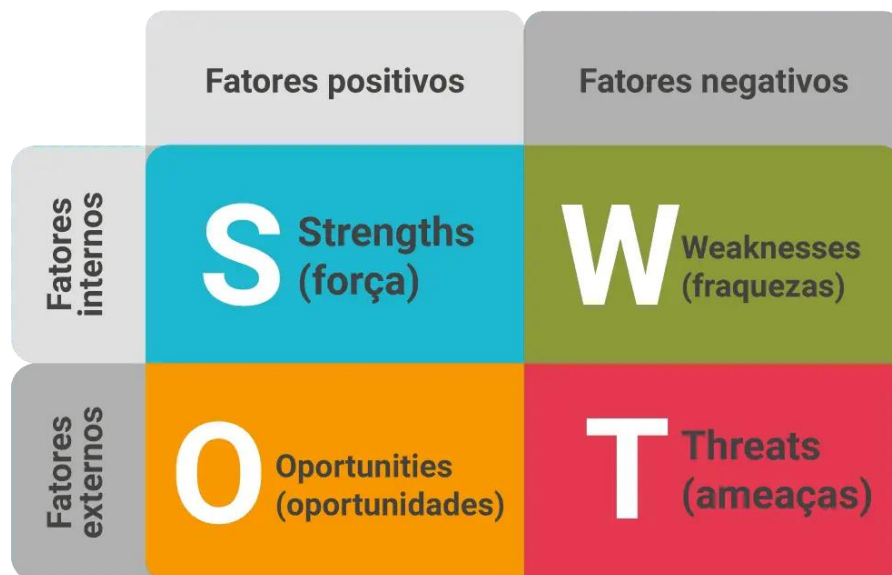 Fatores positivos
Fatores negativos
Fatores
internos
S
Strengths
(força)
W
Weaknesses
(fraquezas)
Fatores
externos
O
Oportunities
(oportunidades)
T
Threats
(ameaças)